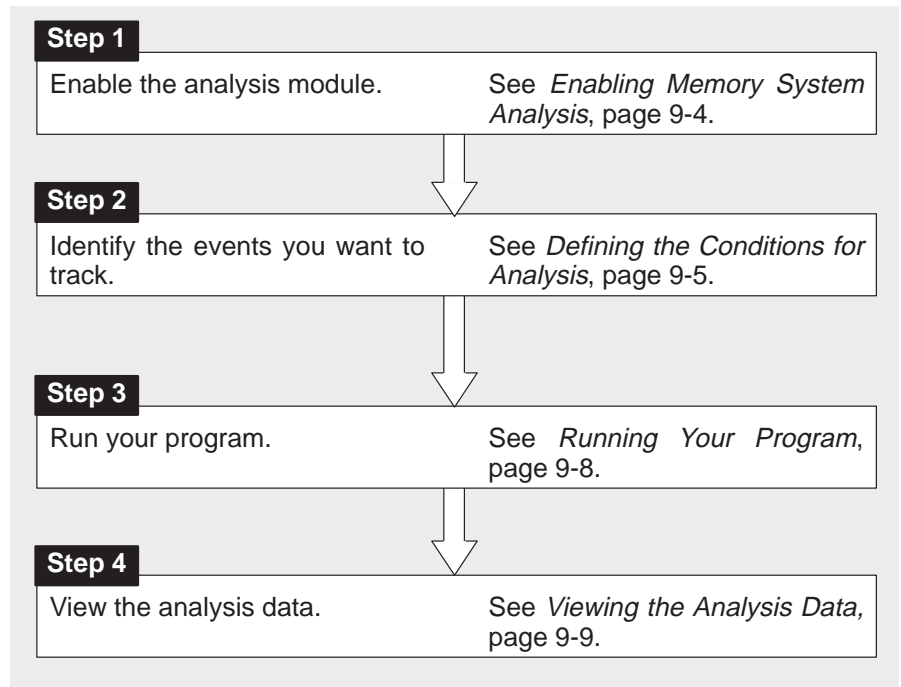 Step 1
Enable the analysis module.
See Enabling Memory System
Analysis, page 9-4.
Step 2
Identify the events you want to
track.
See Defining the Conditions for
Analysis, page 9-5.
Step 3
Run your program.
See Running Your Program,
page 9-8.
Step 4
View the analysis data.
See Viewing the Analysis Data,
page 9-9.